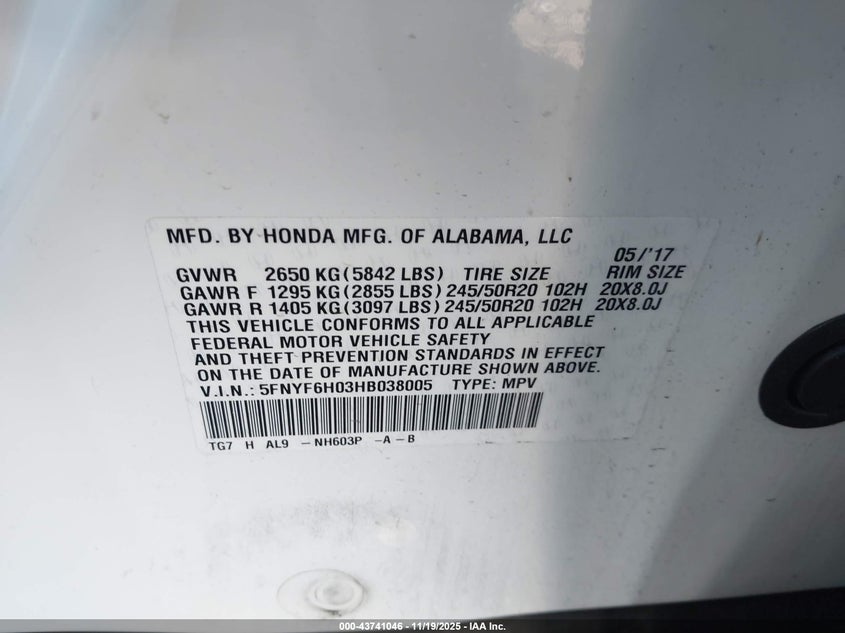 MFD. BY HONDA MFG. OF ALABAMA, LLC
05/'17
GVWR 2650 KG(5842 LBS) TIRE SIZE RIM SIZE
GAWR F 1295 KG(2855 LBS)245/50R20 102H 20X8.0J
GAWR R 1405 KG(3097 LBS)245/50R20 102H 20X8.0J
THIS VEHICLE CONFORMS TO ALL APPLICABLE
FEDERAL MOTOR VEHICLE SAFETY
AND THEFT PREVENTION STANDARDS IN EFFECT
ON THE DATE OF MANUFACTURE SHOWN ABOVE.
V.I.N.: 5FNYF6H03HB038005 TYPE: MPV
TG7 H AL9 -NH603P -A-B
000-43741046 - 11/19/2025 - IAA Inc.